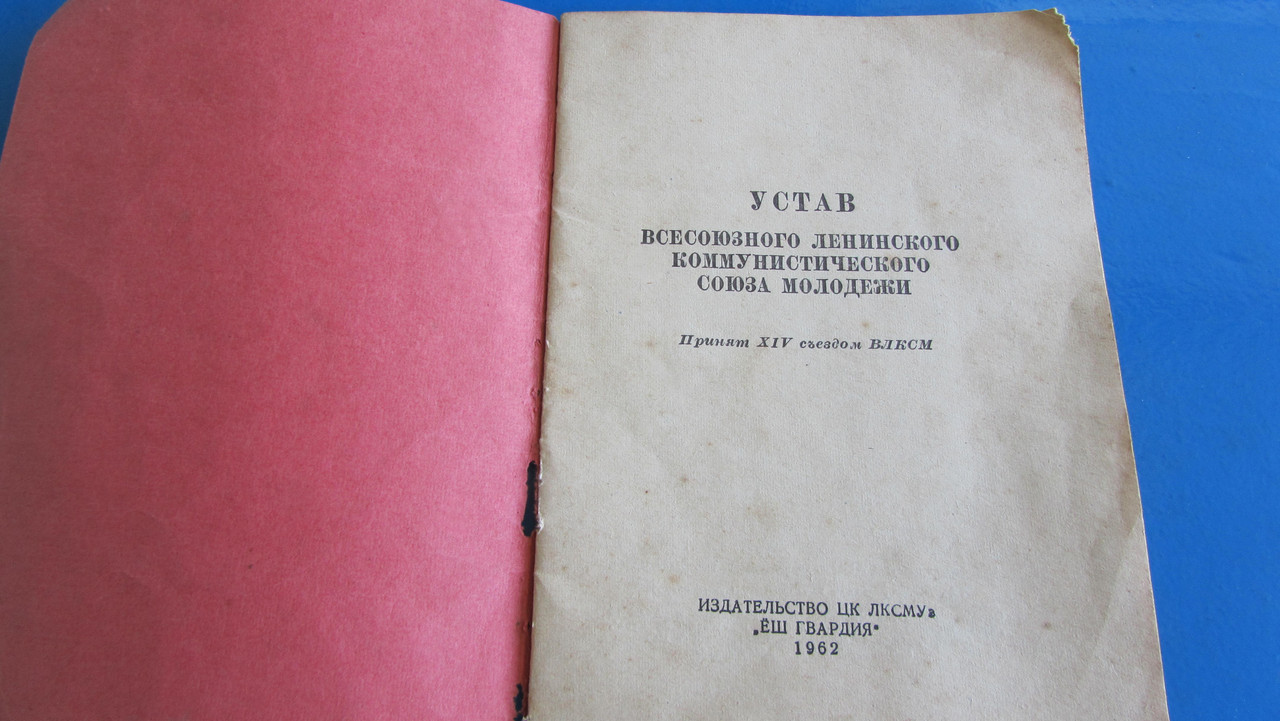 УСТАВ
ВСЕСОЮЗНОГО ЛЕНИНСКОГО
КОММУНИСТИЧЕСКОГО
СОЮЗА МОЛОДЕЖИ
Принят XIV съездом ВЛКСМ
ИЗДАТЕЛЬСТВО ЦК ЛКСМУз
„ЁШ ГВАРДИЯ“
1962